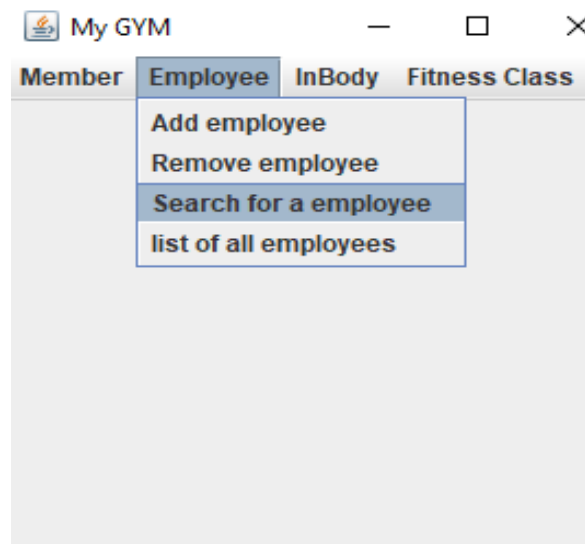 My GYM
Member Employee InBody Fitness Class
Add employee
Remove employee
Search for a employee
list of all employees